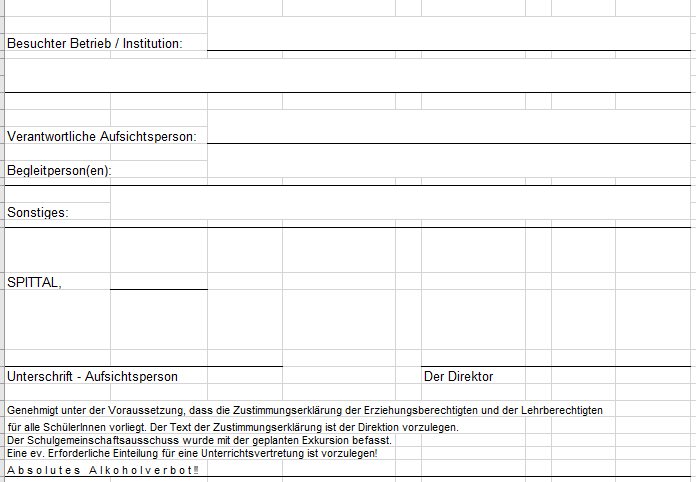 Besuchter Betrieb / Institution:
Verantwortliche Aufsichtsperson:
Begleitperson(en):
Sonstiges:
SPITTAL,
Unterschrift - Aufsichtsperson Der Direktor
Genehmigt unter der Voraussetzung, dass die Zustimmungserklärung der Erziehungsberechtigten und der Lehrberechtigten
für alle SchülerInnen vorliegt. Der Text der Zustimmungserklärung ist der Direktion vorzulegen.
Der Schulgemeinschaftsausschuss wurde mit der geplanten Exkursion befasst.
Eine ev. Erforderliche Einteilung für eine Unterrichtsvertretung ist vorzulegen!
Absolutes Alkoholverbot!!